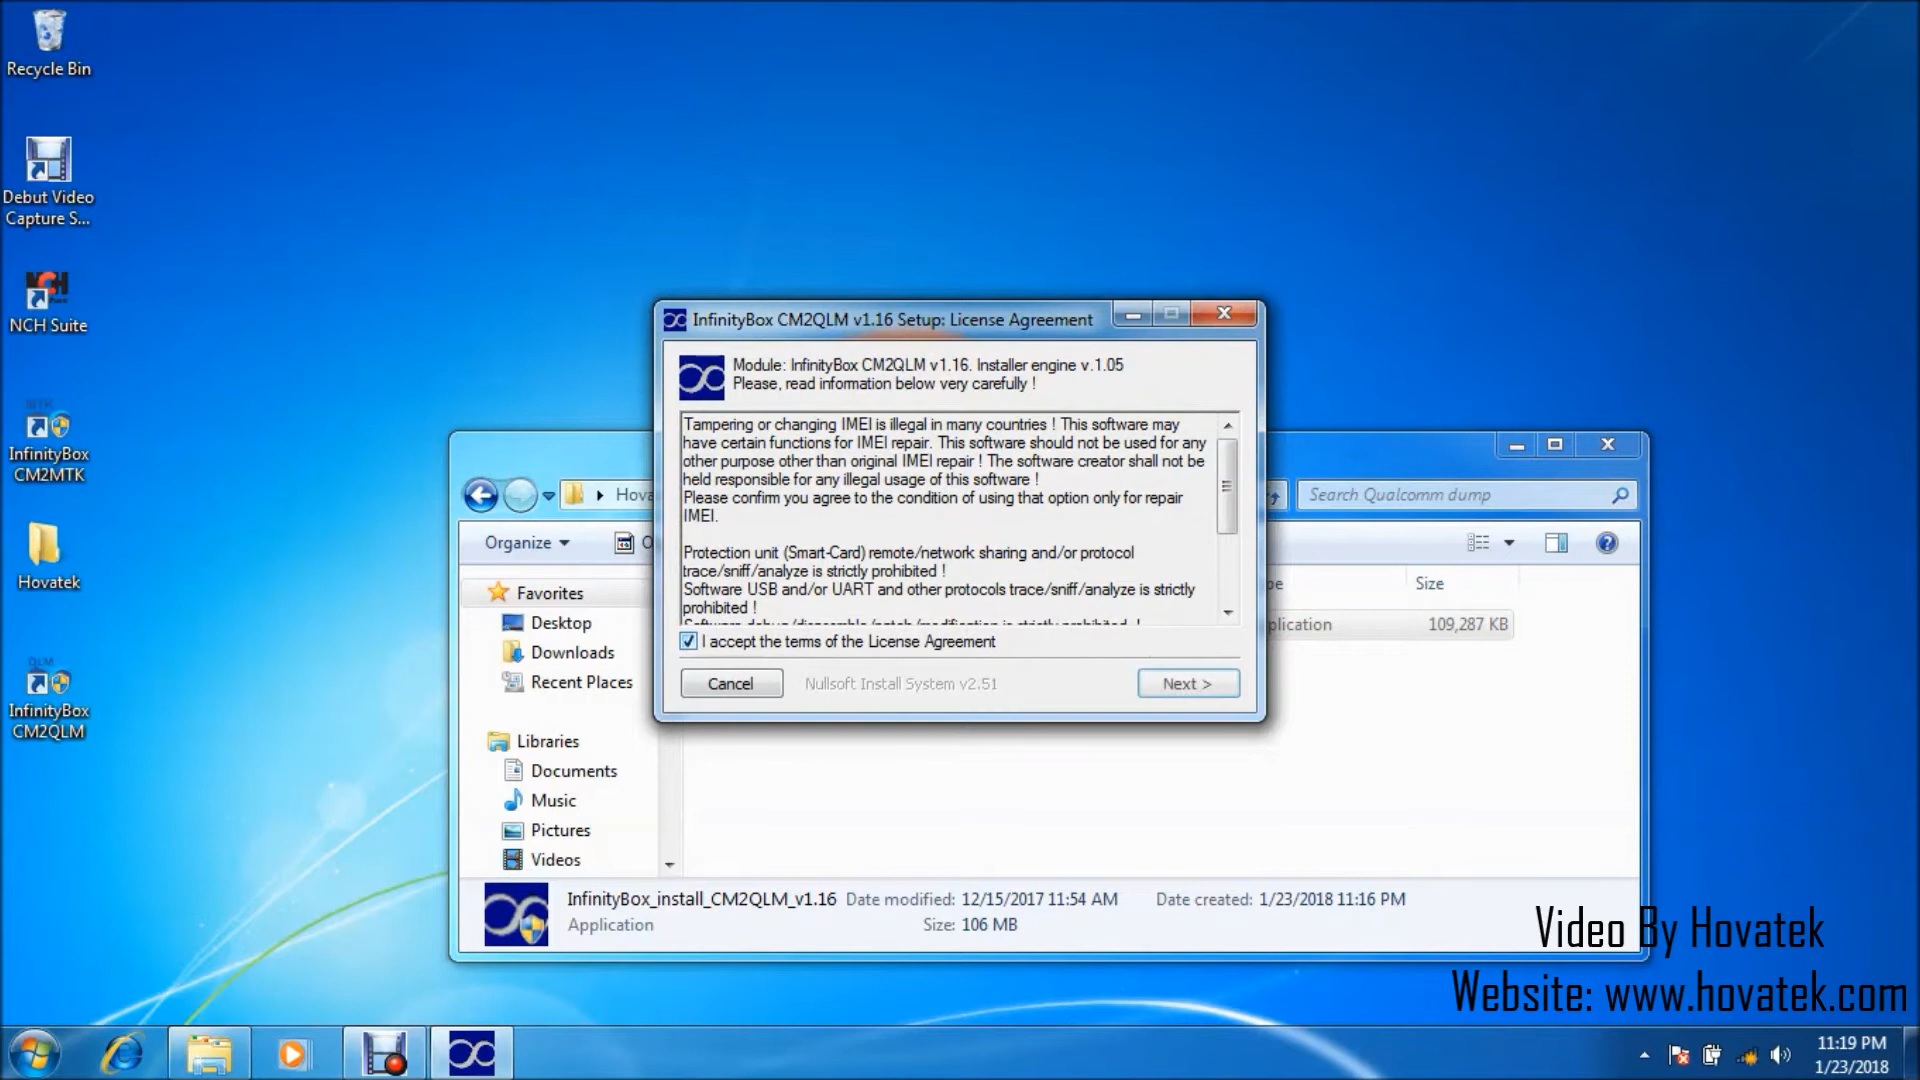 Recycle Bin
Debut Video
Capture S...
NCH Suite
InfinityBox
CM2MTK
Hovatek
QLM
InfinityBox
CM2QLM
InfinityBox CM2QLM v1.16 Setup: License Agreement
Module: InfinityBox CM2QLM v1.16. Installer engine v.1.05
Please, read information below very carefully !
Tampering or changing IMEI is illegal in many countries ! This software may
have certain functions for IMEI repair. This software should not be used for any
other purpose other than original IMEI repair ! The software creator shall not be
held responsible for any illegal usage of this software !
Please confirm you agree to the condition of using that option only for repair
IMEI.
Protection unit (Smart-Card) remote/network sharing and/or protocol
trace/sniff/analyze is strictly prohibited !
Software USB and/or UART and other protocols trace/sniff/analyze is strictly
prohibited !
I accept the terms of the License Agreement
Cancel
Nullsoft Install System v2.51
Next >
Hova
Search Qualcomm dump
Organize
O
Size
plication
109,287 KB
Favorites
Desktop
Downloads
Recent Places
Libraries
Documents
Music
Pictures
Videos
InfinityBox_install_CM2QLM_v1.16 Date modified: 12/15/2017 11:54 AM Date created: 1/23/2018 11:16 PM
Application Size: 106 MB
Video By Hovatek
Website: www.hovatek.com
11:19 PM
1/23/2018